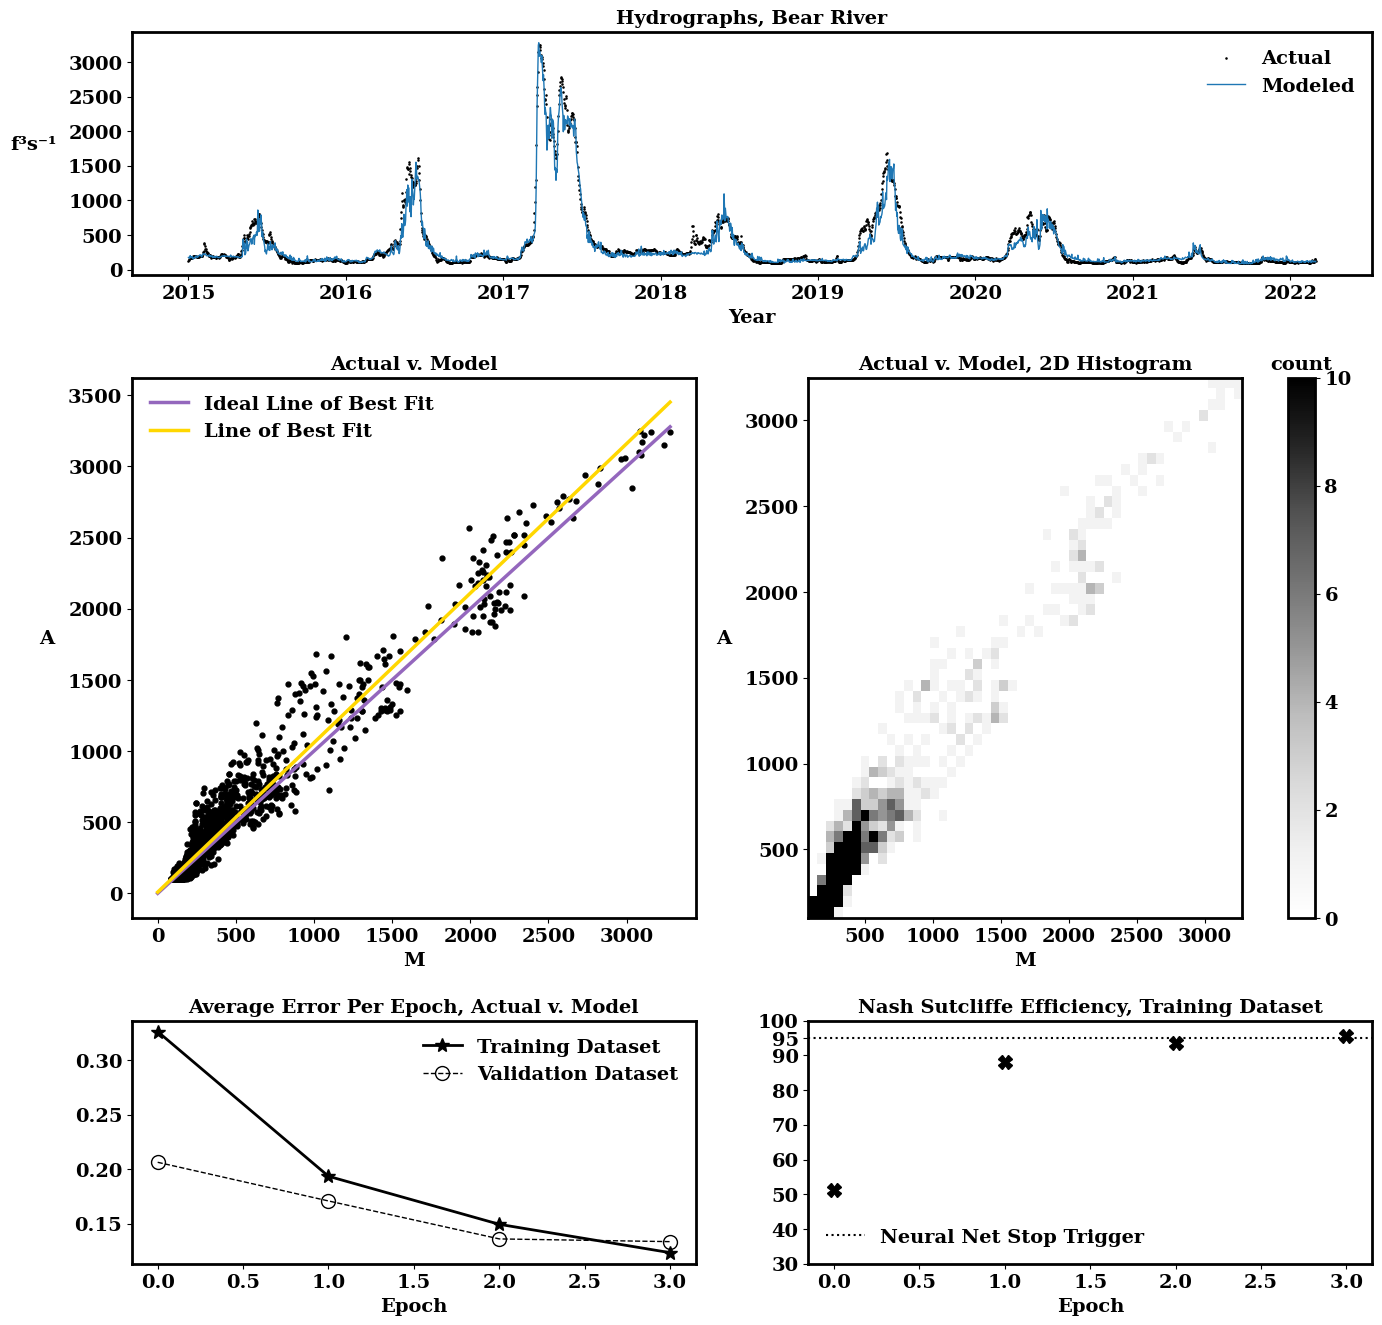 Hydrographs, Bear River
3000
2500
2000
1500
1000
500
0
f³s⁻¹
Actual
Modeled
2015 2016 2017 2018 2019 2020 2021 2022
Year
Actual v. Model
3500
3000
2500
2000
1500
1000
500
0
A
Ideal Line of Best Fit
Line of Best Fit
0 500 1000 1500 2000 2500 3000
M
Actual v. Model, 2D Histogram
3000
2500
2000
1500
1000
500
A
500 1000 1500 2000 2500 3000
M
count
10
8
6
4
2
0
Average Error Per Epoch, Actual v. Model
0.30
0.25
0.20
0.15
Training Dataset
Validation Dataset
0.0 0.5 1.0 1.5 2.0 2.5 3.0
Epoch
Nash Sutcliffe Efficiency, Training Dataset
100
95
90
80
70
60
50
40
30
Neural Net Stop Trigger
0.0 0.5 1.0 1.5 2.0 2.5 3.0
Epoch